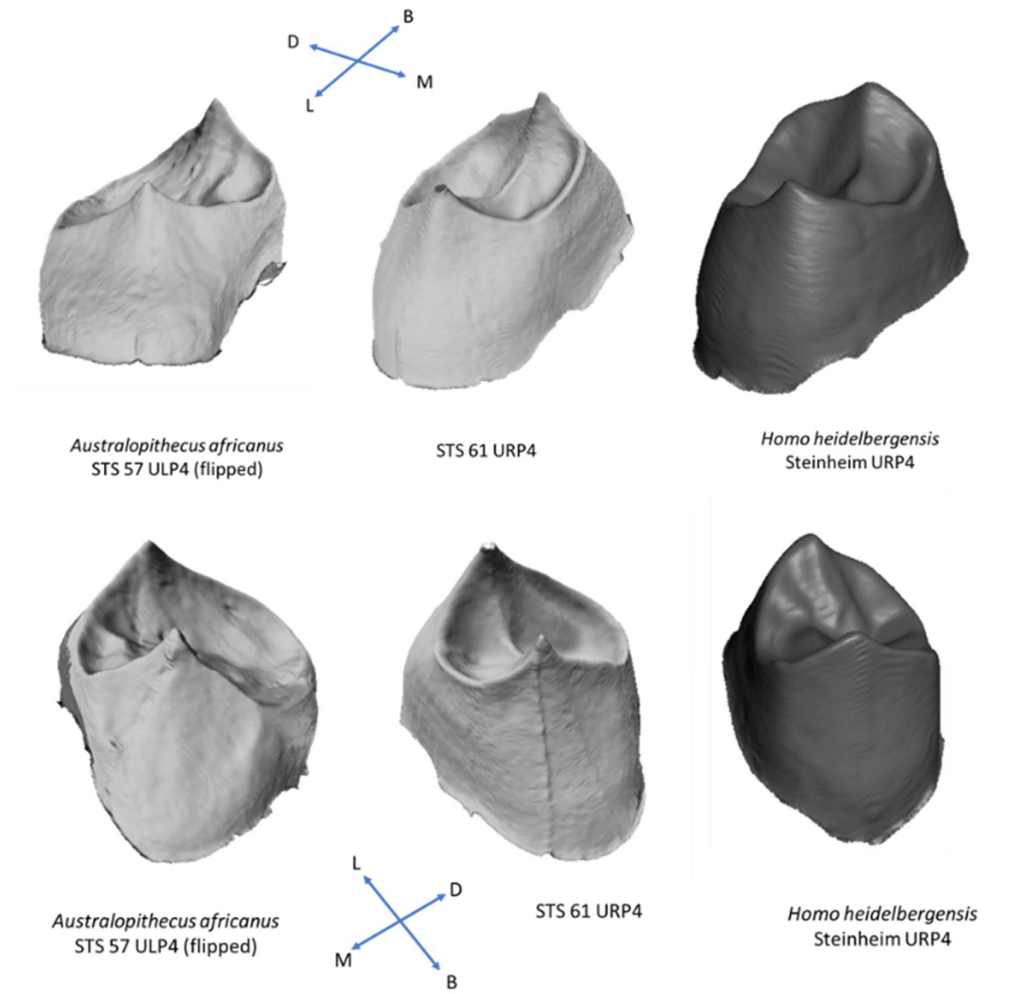 B
D
M
L
Australopithecus africanus
STS 57 ULP4 (flipped)
STS 61 URP4
Homo heidelbergensis
Steinheim URP4
L
D
M
B
Australopithecus africanus
STS 57 ULP4 (flipped)
STS 61 URP4
Homo heidelbergensis
Steinheim URP4